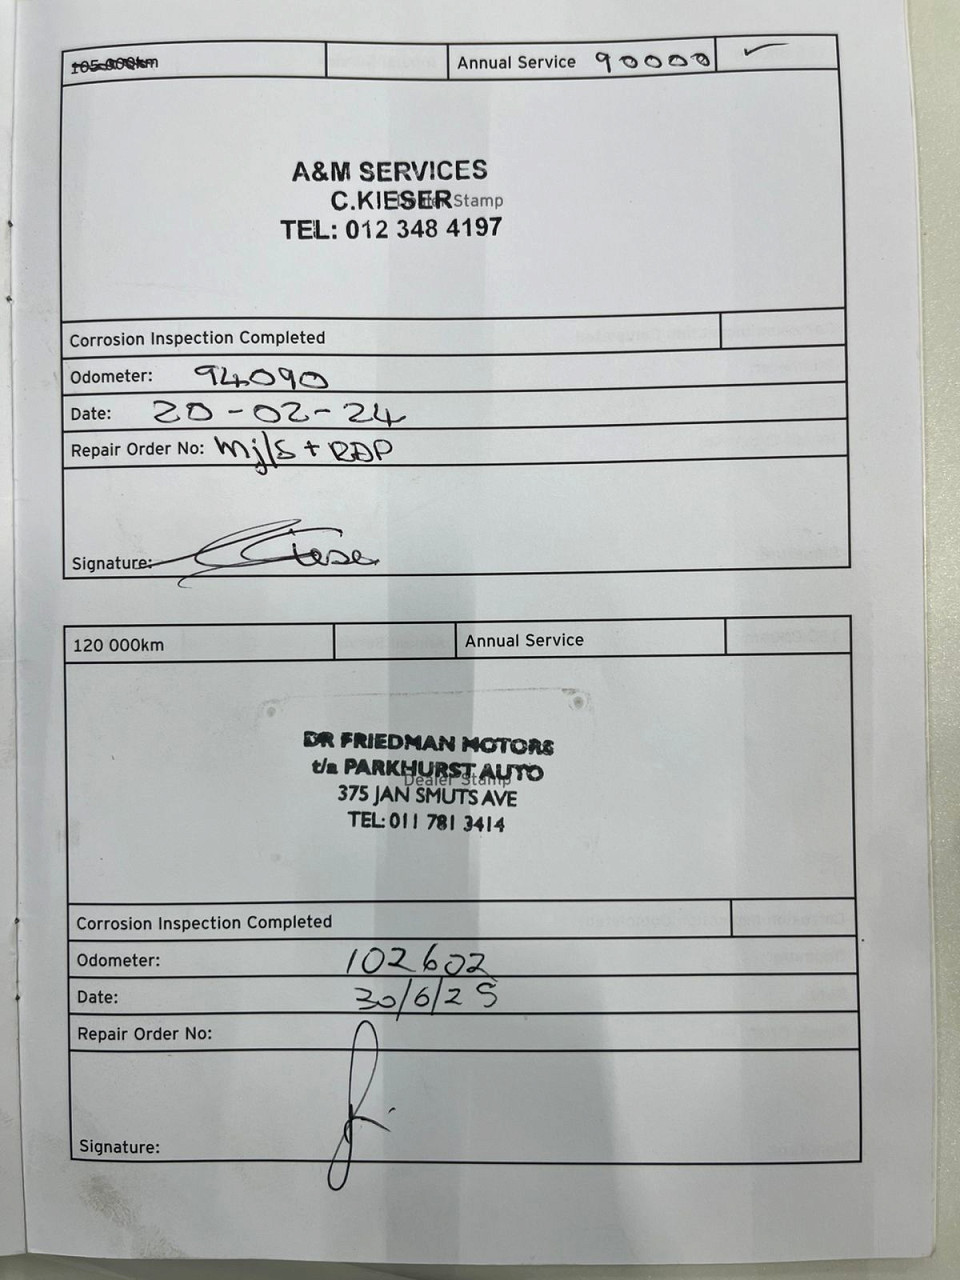 105 000km Annual Service 90000 ✓
A&M SERVICES
C.KIESER
Dealer Stamp
TEL: 012 348 4197
Corrosion Inspection Completed
Odometer: 94090
Date: 20-02-24
Repair Order No: Mj/S + RDP
Signature: Kieser
120 000km Annual Service
DR FRIEDMAN MOTORS
t/a PARKHURST AUTO
Dealer Stamp
375 JAN SMUTS AVE
TEL: 011 781 3414
Corrosion Inspection Completed
Odometer: 102602
Date: 30/6/25
Repair Order No:
Signature: